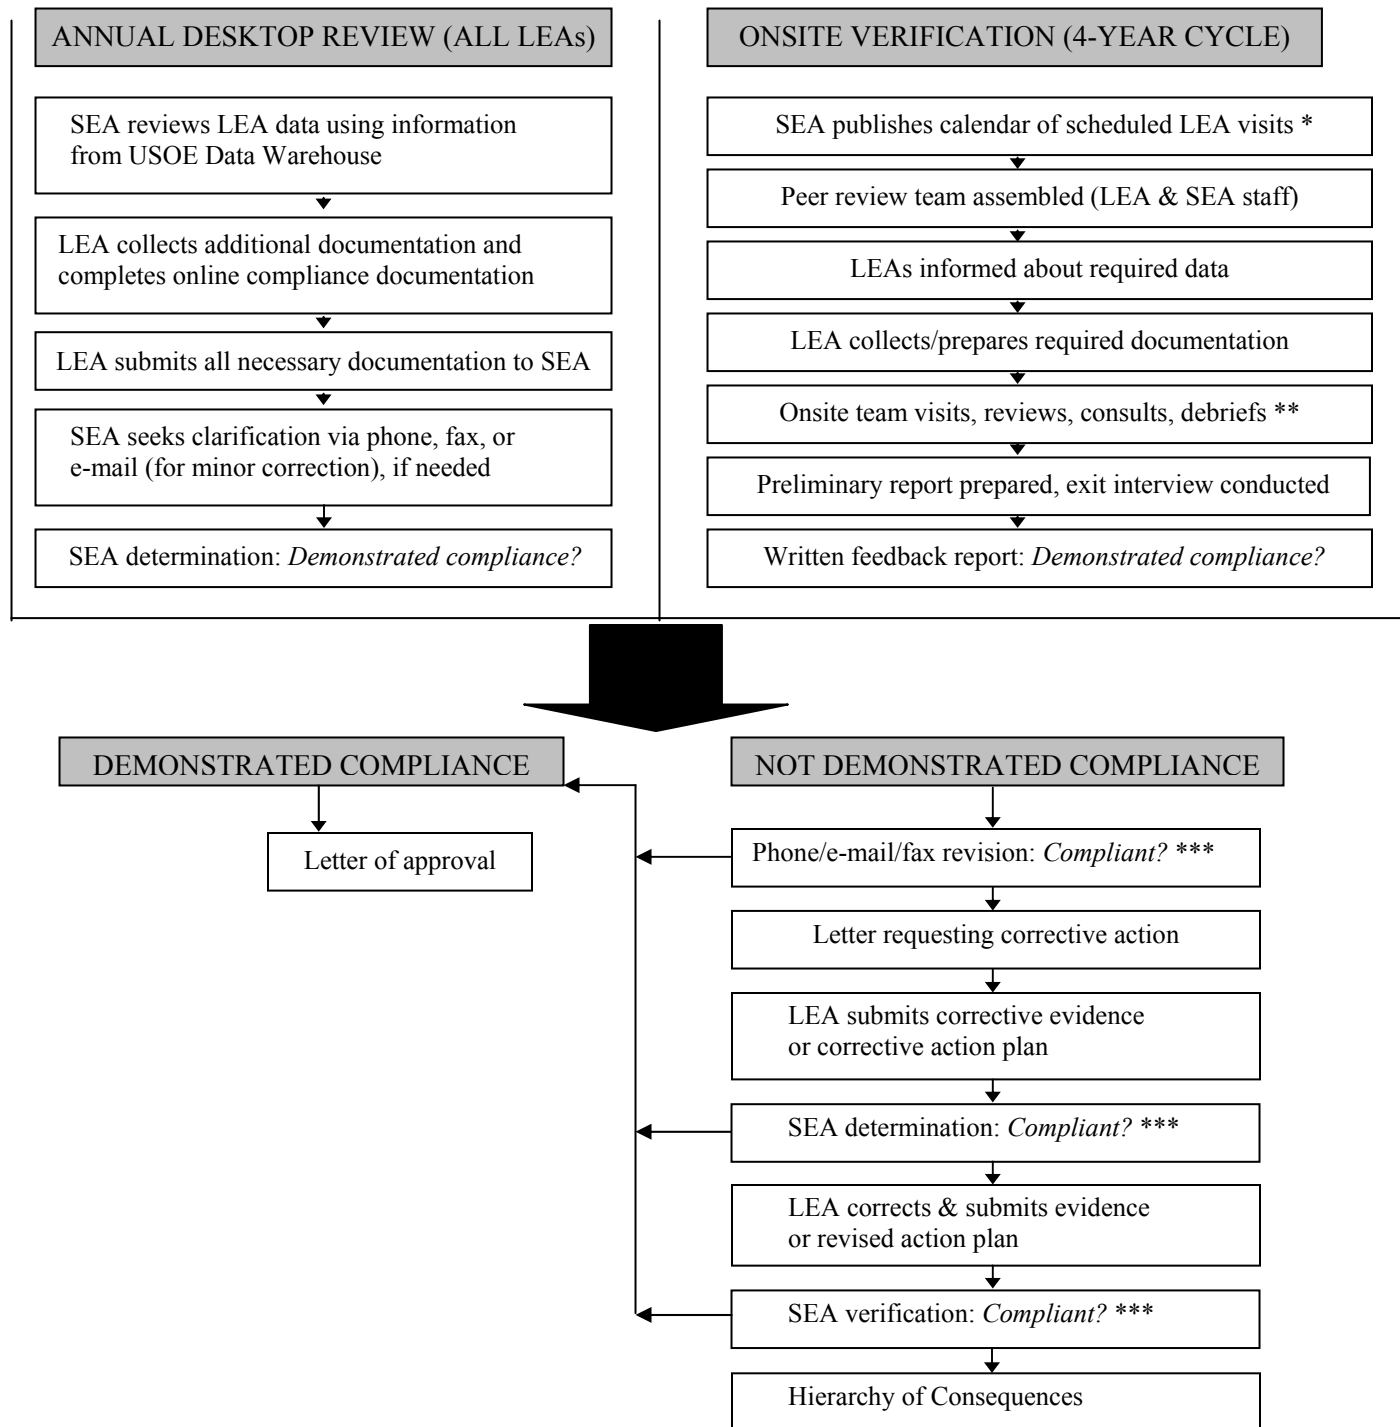 ANNUAL DESKTOP REVIEW (ALL LEAs)
SEA reviews LEA data using information
from USOE Data Warehouse
LEA collects additional documentation and
completes online compliance documentation
LEA submits all necessary documentation to SEA
SEA seeks clarification via phone, fax, or
e-mail (for minor correction), if needed
SEA determination: Demonstrated compliance?
ONSITE VERIFICATION (4-YEAR CYCLE)
SEA publishes calendar of scheduled LEA visits *
Peer review team assembled (LEA & SEA staff)
LEAs informed about required data
LEA collects/prepares required documentation
Onsite team visits, reviews, consults, debriefs **
Preliminary report prepared, exit interview conducted
Written feedback report: Demonstrated compliance?
DEMONSTRATED COMPLIANCE
Letter of approval
NOT DEMONSTRATED COMPLIANCE
Phone/e-mail/fax revision: Compliant? ***
Letter requesting corrective action
LEA submits corrective evidence
or corrective action plan
SEA determination: Compliant? ***
LEA corrects & submits evidence
or revised action plan
SEA verification: Compliant? ***
Hierarchy of Consequences